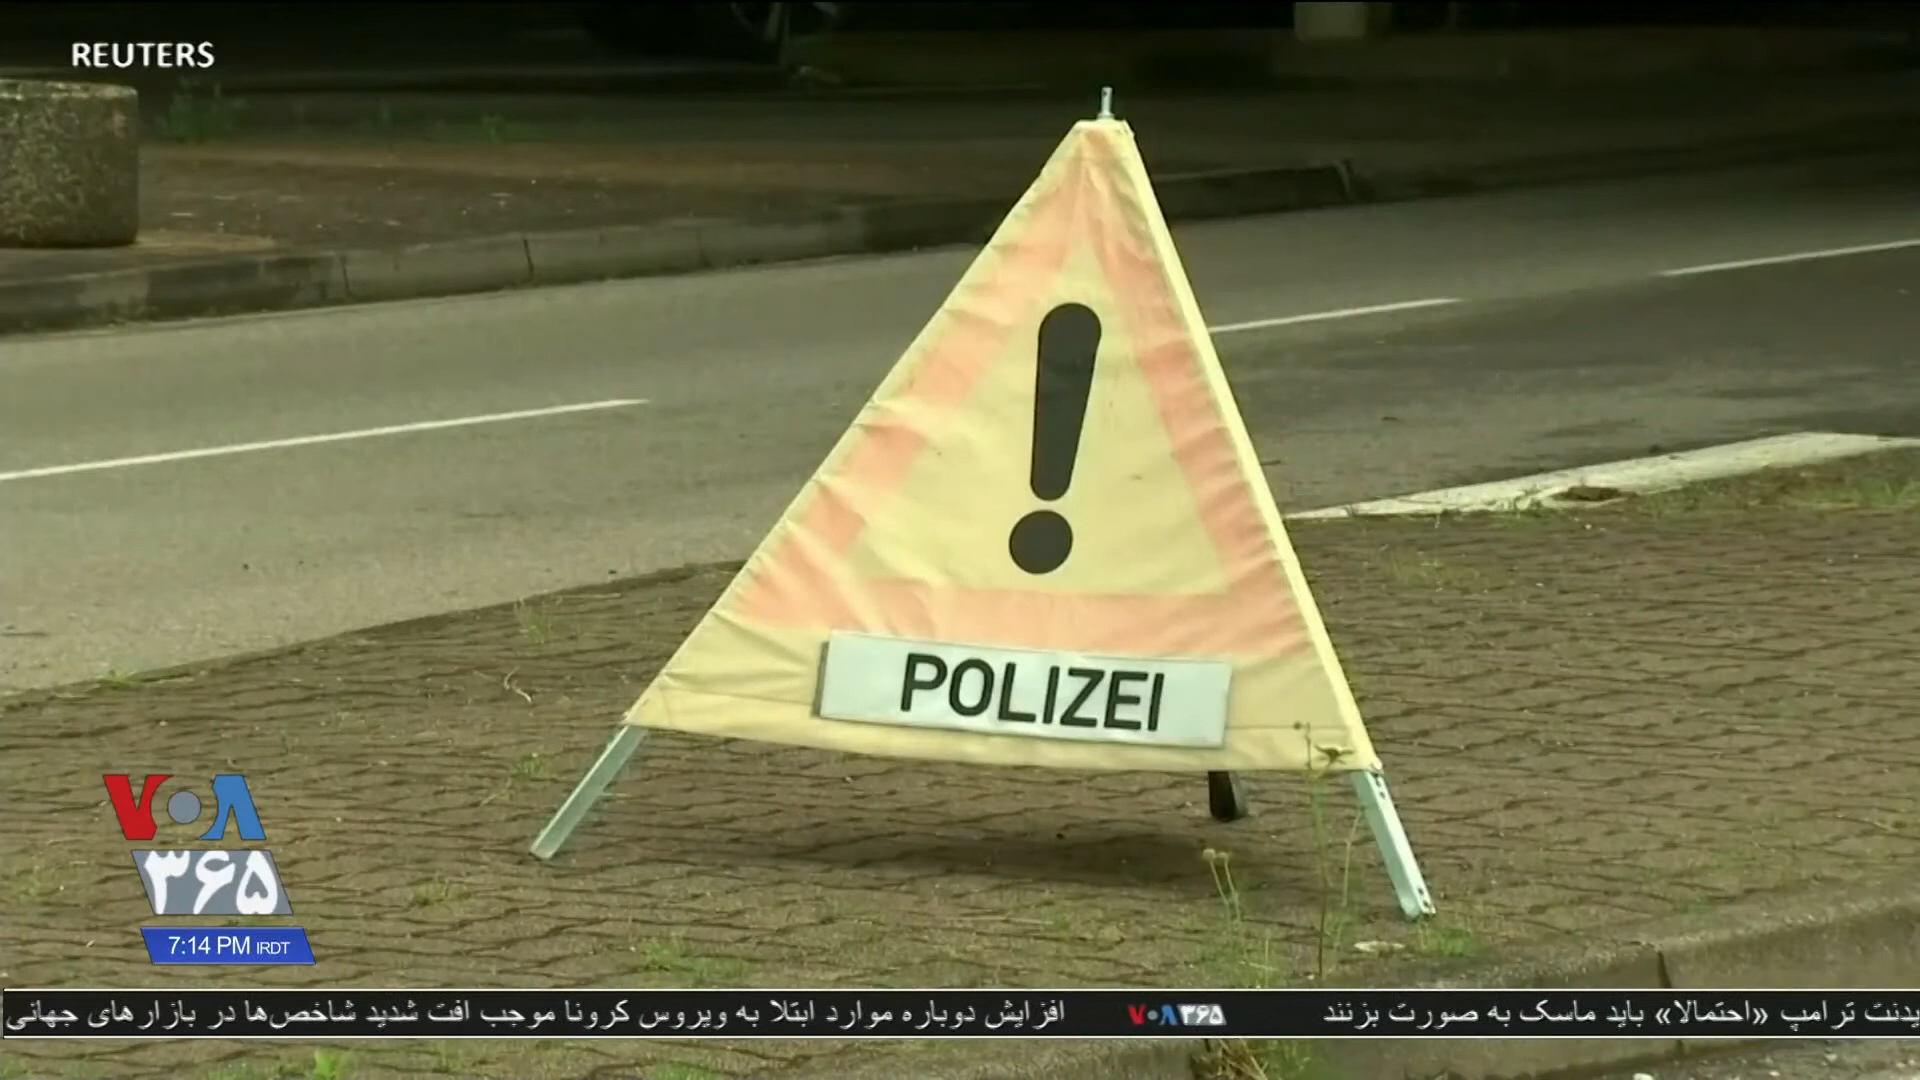 REUTERS
POLIZEI
VOA
۳۶۵
7:14 PM IRDT
یدنت ترامپ «احتمالا» باید ماسک به صورت بزنند VOA۳۶۵ افزایش دوباره موارد ابتلا به ویروس کرونا موجب افت شدید شاخص‌ها در بازارهای جهانی